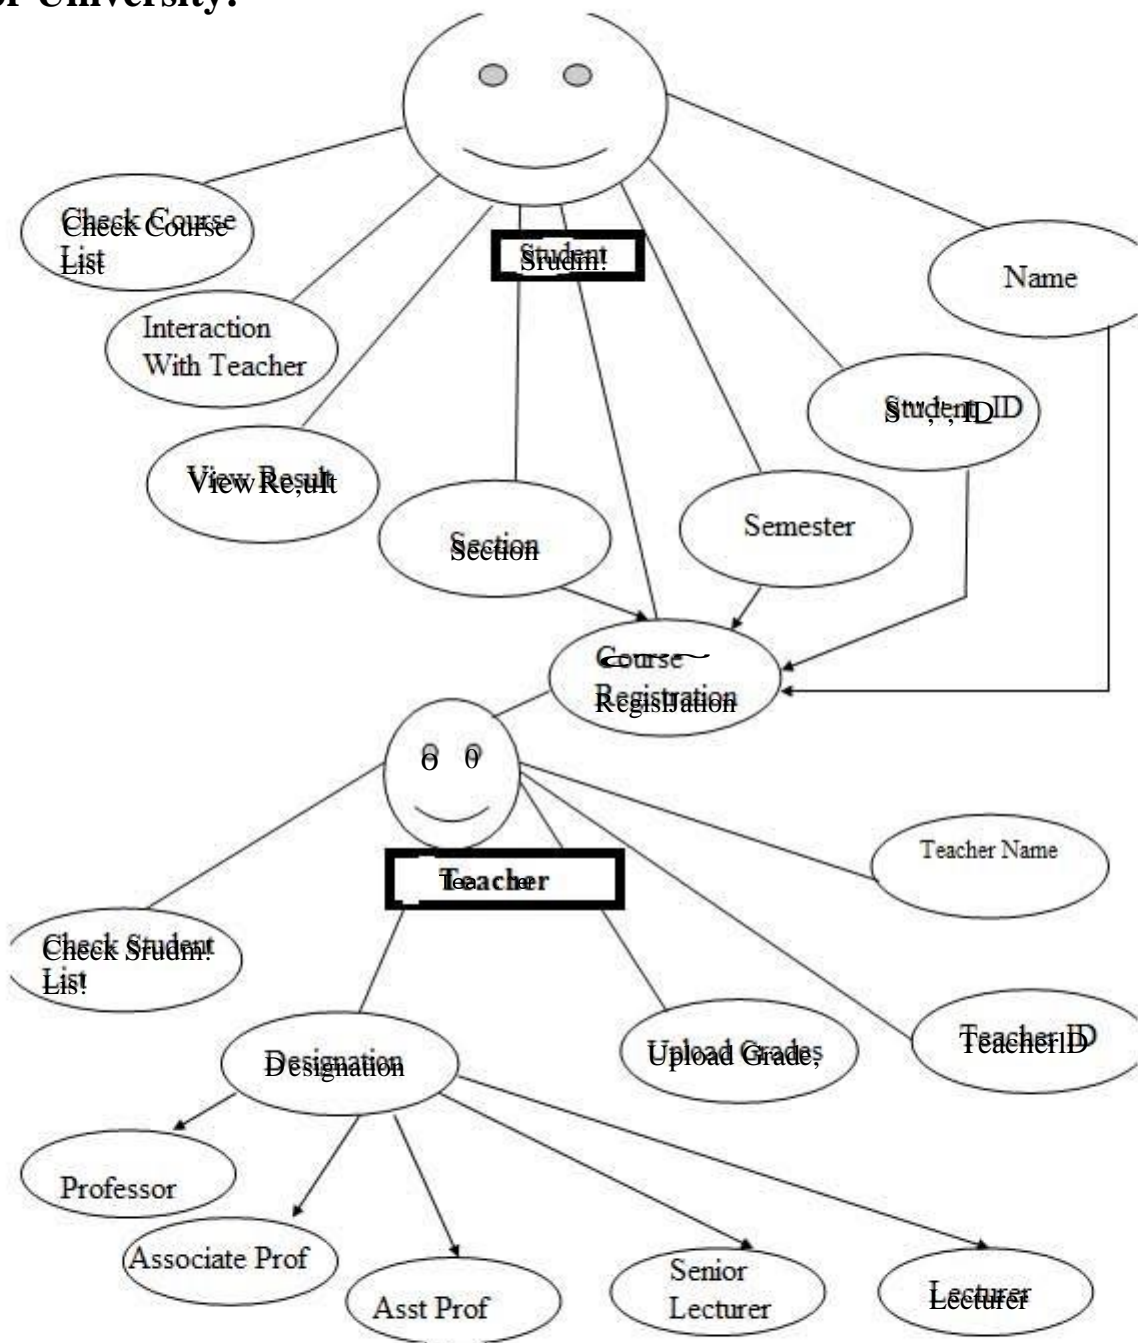 or University:
Check Course
List
Student
Name
Interaction
With Teacher
Student ID
View Result
Section
Semester
Course
Registration
Teacher
Teacher Name
Check Student
List
Designation
Upload Grades
Teacher ID
Professor
Associate Prof
Asst Prof
Senior
Lecturer
Lecturer